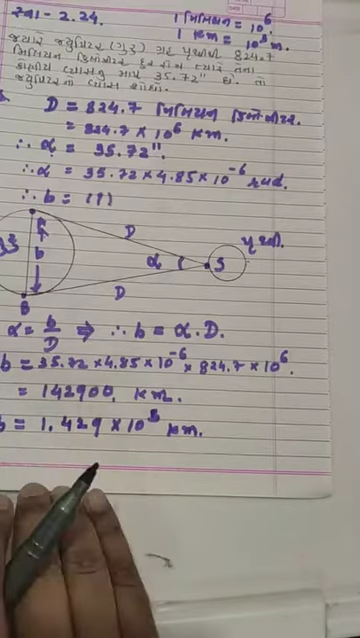 સ્વા-2.24.
1 મિલિયન = 10⁶
1 km = 10³ m.
જ્યારે જ્યુપિટર (ગુરુ) ગ્રહ પૃથ્વીથી 824.7
મિલિયન કિલોમીટર દૂર હોય ત્યારે તેના
કોણીય વ્યાસનું માપ 35.72" છે. તો
જ્યુપિટરનો વ્યાસ શોધો.
D = 824.7 મિલિયન કિલોમીટર.
= 824.7 × 10⁶ km.
∴ α = 35.72".
∴ α = 35.72 × 4.85 × 10⁻⁶ rad.
∴ b = (?)
D
પૃથ્વી.
b
α
S
D
B
α = b/D ⇒ ∴ b = α.D.
b = 35.72 × 4.85 × 10⁻⁶ × 824.7 × 10⁶.
= 142900, km.
b = 1.429 × 10⁵ km.